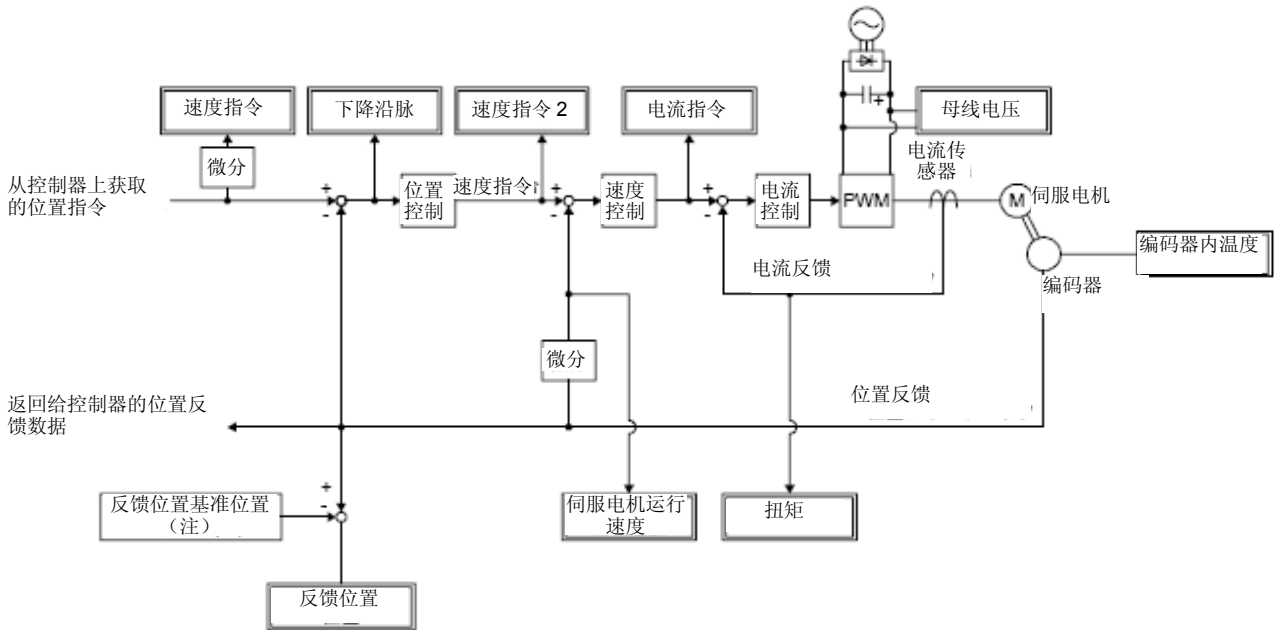 速度指令
下降沿脉
速度指令 2
电流指令
母线电压
微分
电流传
感器
从控制器上获取
的位置指令
+
-
位置
控制
速度指令
+
-
速度
控制
+
-
电流
控制
PWM
M
伺服电机
电流反馈
编码器内温度
编码器
微分
位置反馈
返回给控制器的位置反
馈数据
+
-
反馈位置基准位置
（注）
伺服电机运行
速度
扭矩
反馈位置
+